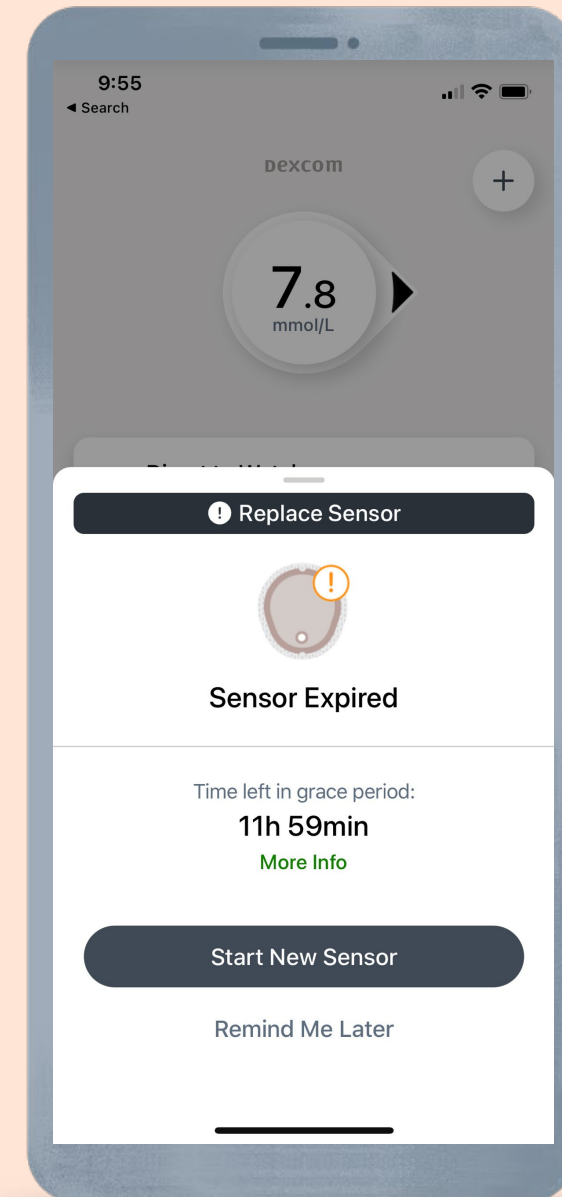 9:55
◀ Search
Dexcom
+
7.8
mmol/L
! Replace Sensor
!
Sensor Expired
Time left in grace period:
11h 59min
More Info
Start New Sensor
Remind Me Later